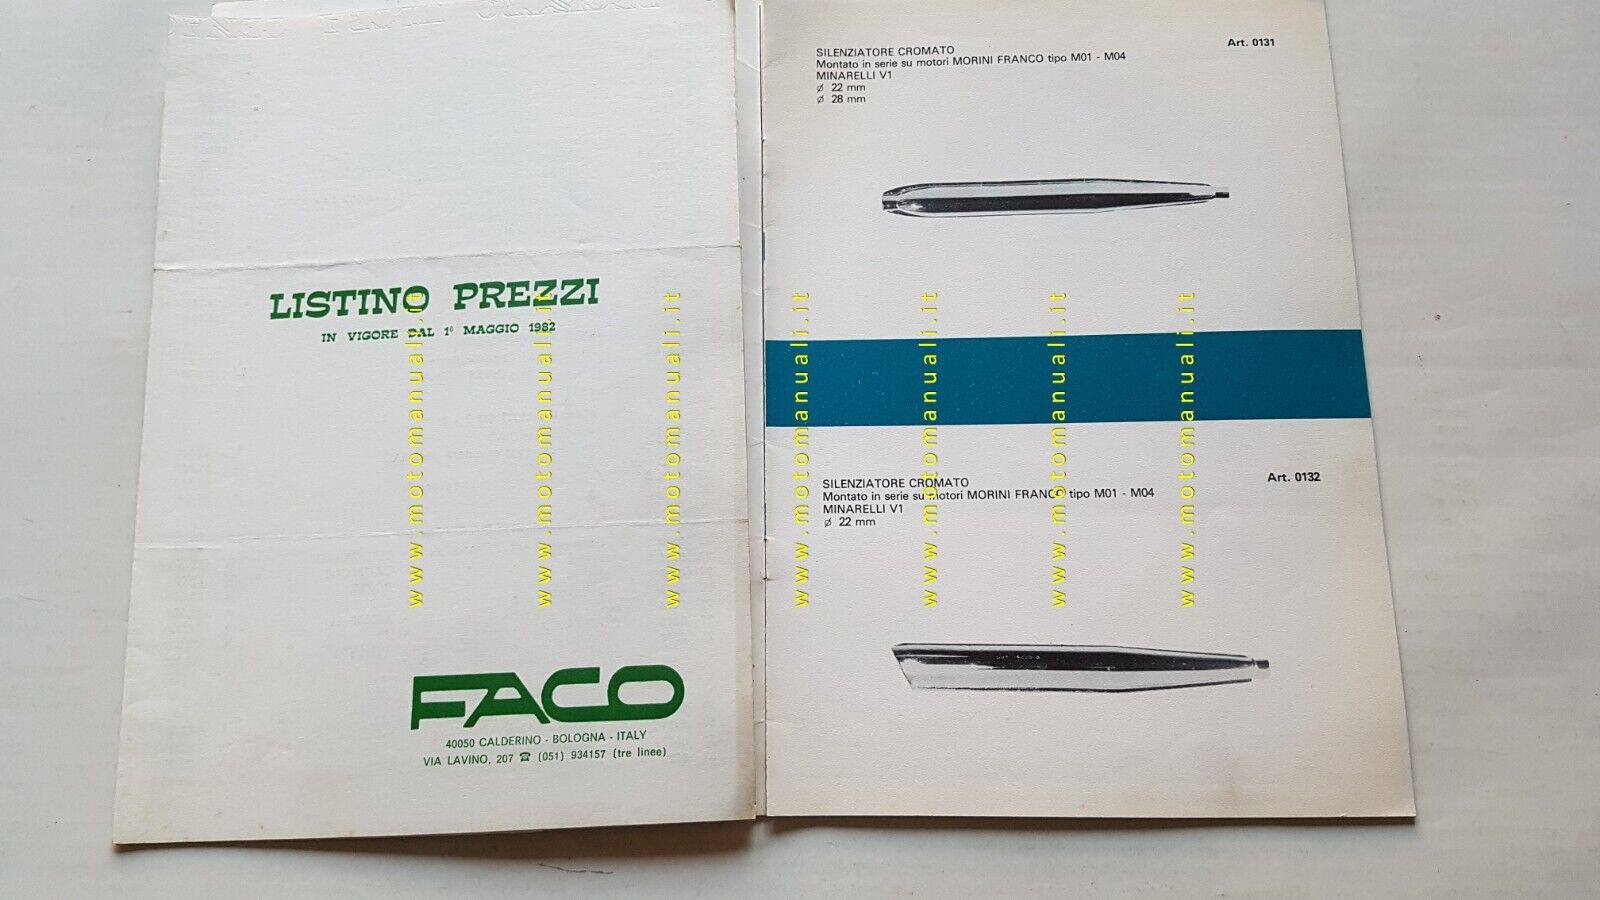 LISTINO PREZZI
IN VIGORE DAL 1° MAGGIO 1982
FACO
40050 CALDERINO - BOLOGNA - ITALY
VIA LAVINO, 207 ☎ (051) 934157 (tre linee)
SILENZIATORE CROMATO
Art. 0131
Montato in serie su motori MORINI FRANCO tipo M01 - M04
MINARELLI V1
⌀ 22 mm
⌀ 28 mm
SILENZIATORE CROMATO
Art. 0132
Montato in serie su motori MORINI FRANCO tipo M01 - M04
MINARELLI V1
⌀ 22 mm
www.motomanuali.it
www.motomanuali.it
www.motomanuali.it
www.motomanuali.it
www.motomanuali.it
www.motomanuali.it
www.motomanuali.it